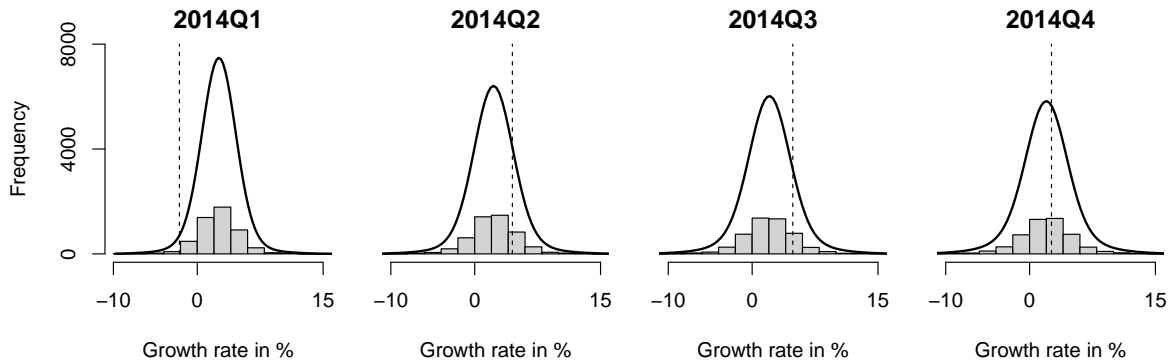 2014Q1 2014Q2 2014Q3 2014Q4
Frequency
8000
4000
0
−10 0 15 −10 0 15 −10 0 15 −10 0 15
Growth rate in % Growth rate in % Growth rate in % Growth rate in %